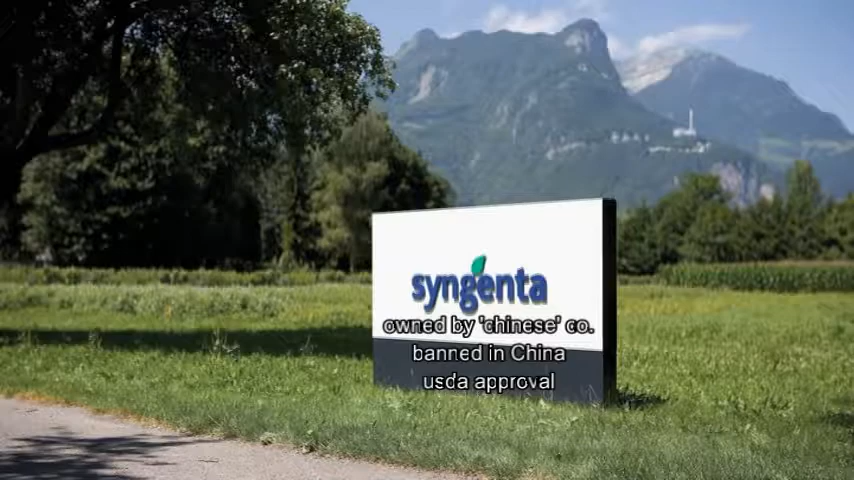 syngenta
owned by 'chinese' co.
banned in China
usda approval